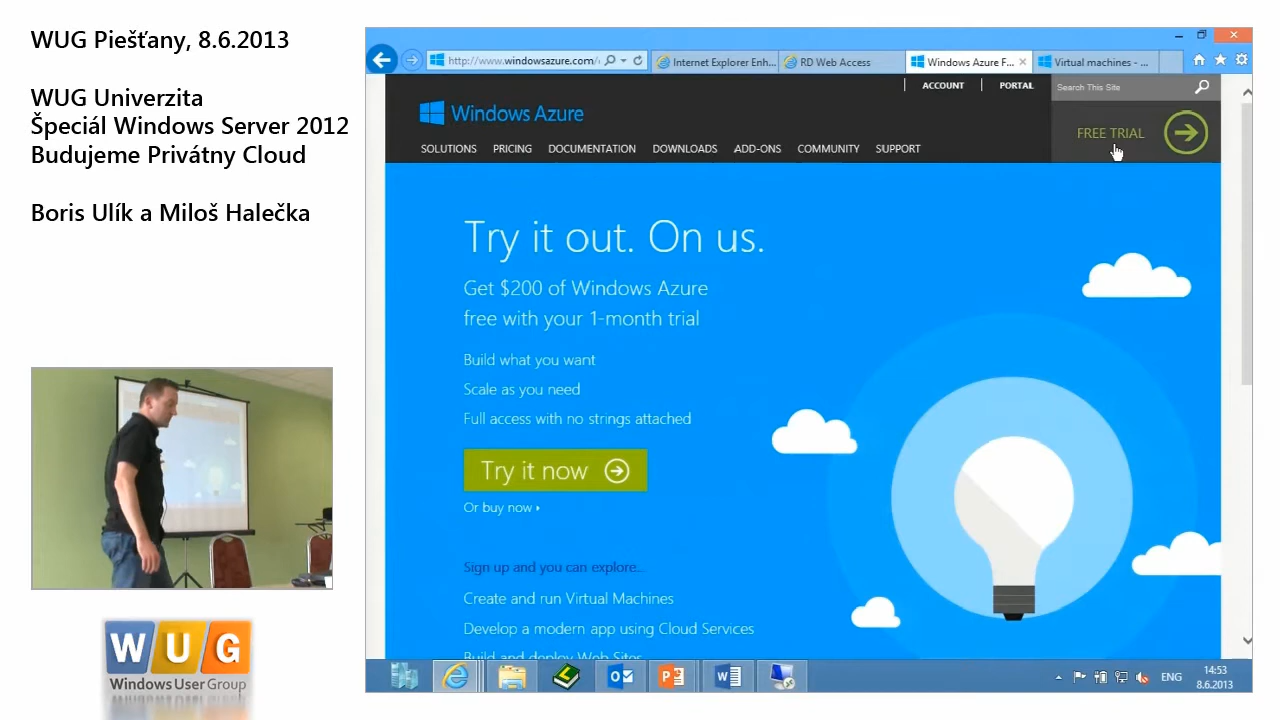 WUG Piešťany, 8.6.2013
WUG Univerzita
Špeciál Windows Server 2012
Budujeme Privátny Cloud
Boris Ulík a Miloš Halečka
WUG
Windows User Group
http://www.windowsazure.com/
Internet Explorer Enh...
RD Web Access
Windows Azure F...
Virtual machines - ...
ACCOUNT
PORTAL
Search This Site
Windows Azure
FREE TRIAL
SOLUTIONS PRICING DOCUMENTATION DOWNLOADS ADD-ONS COMMUNITY SUPPORT
Try it out. On us.
Get $200 of Windows Azure
free with your 1-month trial
Build what you want
Scale as you need
Full access with no strings attached
Try it now
Or buy now
Sign up and you can explore...
Create and run Virtual Machines
Develop a modern app using Cloud Services
Build and deploy Web Sites
ENG
14:53
8.6.2013